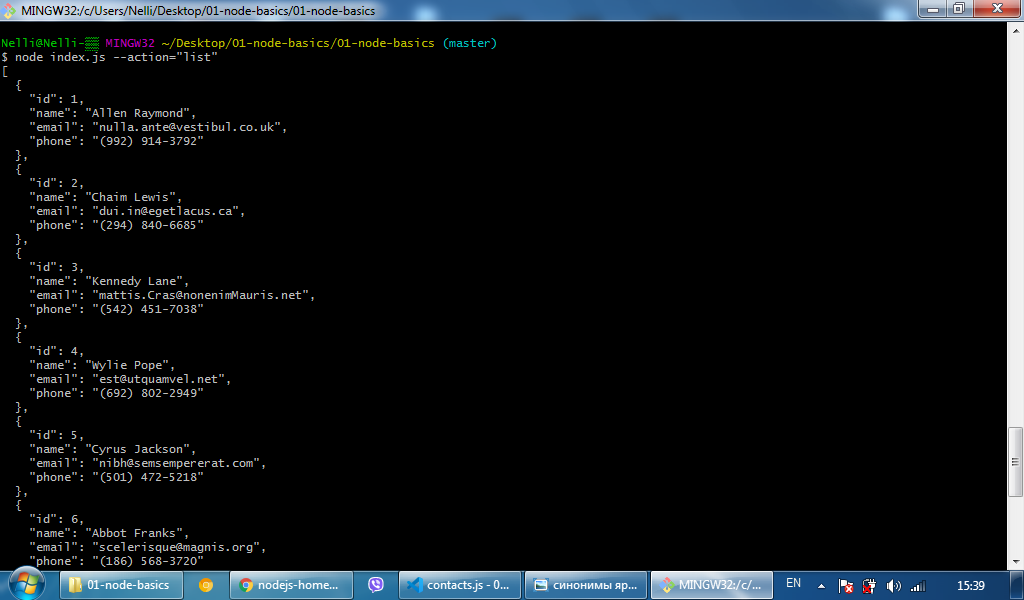 MINGW32:/c/Users/Nelli/Desktop/01-node-basics/01-node-basics
Nelli@Nelli-▒▒ MINGW32 ~/Desktop/01-node-basics/01-node-basics (master)
$ node index.js --action="list"
[
  {
    "id": 1,
    "name": "Allen Raymond",
    "email": "nulla.ante@vestibul.co.uk",
    "phone": "(992) 914-3792"
  },
  {
    "id": 2,
    "name": "Chaim Lewis",
    "email": "dui.in@egetlacus.ca",
    "phone": "(294) 840-6685"
  },
  {
    "id": 3,
    "name": "Kennedy Lane",
    "email": "mattis.Cras@nonenimMauris.net",
    "phone": "(542) 451-7038"
  },
  {
    "id": 4,
    "name": "Wylie Pope",
    "email": "est@utquamvel.net",
    "phone": "(692) 802-2949"
  },
  {
    "id": 5,
    "name": "Cyrus Jackson",
    "email": "nibh@semsempererat.com",
    "phone": "(501) 472-5218"
  },
  {
    "id": 6,
    "name": "Abbot Franks",
    "email": "scelerisque@magnis.org",
    "phone": "(186) 568-3720"
01-node-basics
nodejs-home...
contacts.js - 0...
синонимы яр...
MINGW32:/c/...
EN
15:39